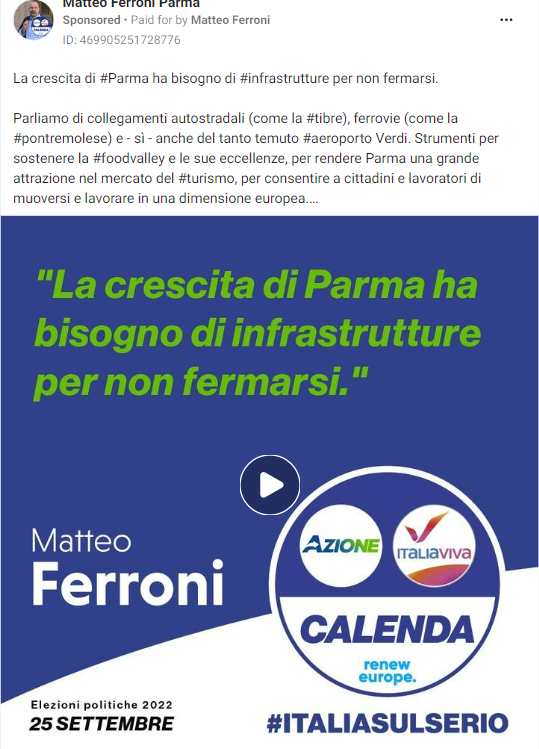 Matteo Ferroni Parma
Sponsored • Paid for by Matteo Ferroni
ID: 469905251728776
La crescita di #Parma ha bisogno di #infrastrutture per non fermarsi.
Parliamo di collegamenti autostradali (come la #tibre), ferrovie (come la
#pontremolese) e - sì - anche del tanto temuto #aeroporto Verdi. Strumenti per
sostenere la #foodvalley e le sue eccellenze, per rendere Parma una grande
attrazione nel mercato del #turismo, per consentire a cittadini e lavoratori di
muoversi e lavorare in una dimensione europea....
"La crescita di Parma ha
bisogno di infrastrutture
per non fermarsi."
Matteo
Ferroni
AZIONE
ITALIAVIVA
CALENDA
renew
europe.
Elezioni politiche 2022
25 SETTEMBRE
#ITALIASULSERIO